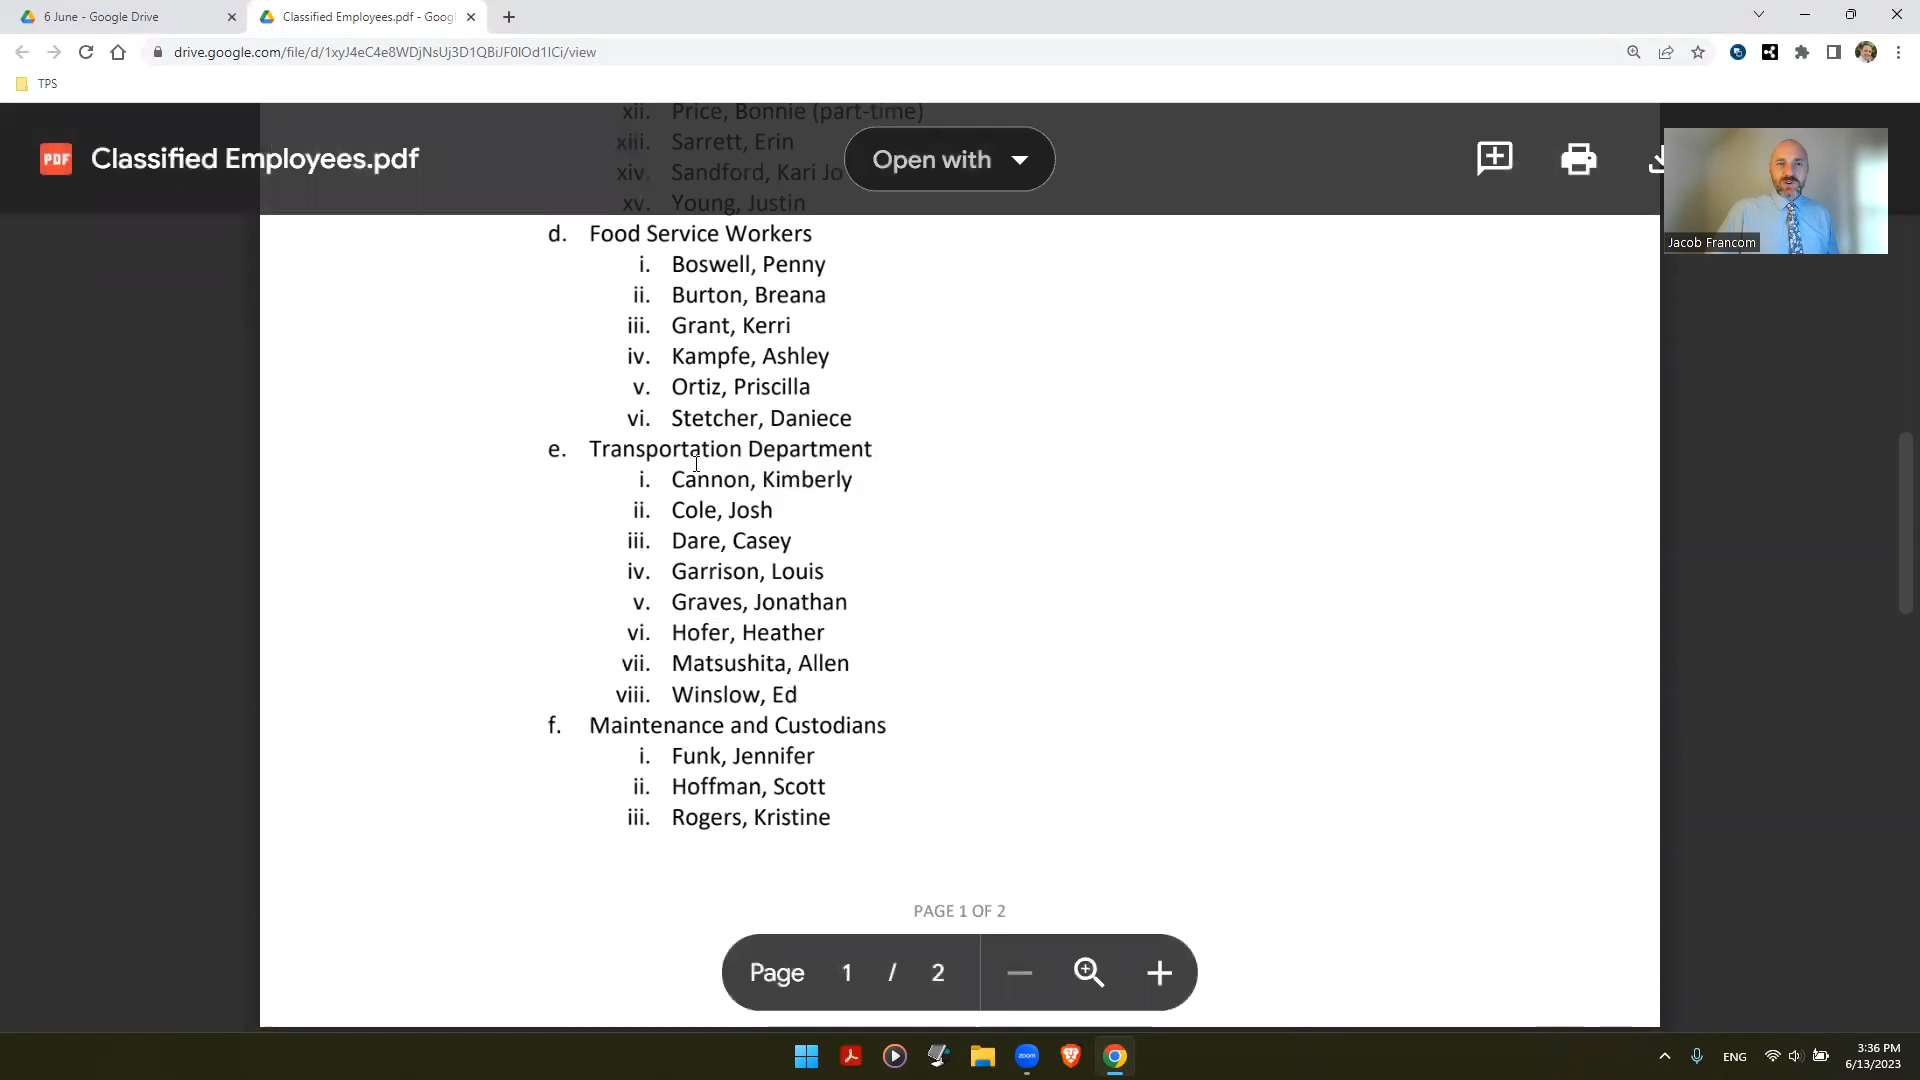 6 June - Google Drive
Classified Employees.pdf - Goog
drive.google.com/file/d/1xyJ4eC4e8WDjNsUj3D1QBiJF0lOd1lCi/view
TPS
xii. Price, Bonnie (part-time)
PDF Classified Employees.pdf
Open with
xiii. Sarrett, Erin
xiv. Sandford, Kari Jo
xv. Young, Justin
Jacob Francom
d. Food Service Workers
i. Boswell, Penny
ii. Burton, Breana
iii. Grant, Kerri
iv. Kampfe, Ashley
v. Ortiz, Priscilla
vi. Stetcher, Daniece
e. Transportation Department
i. Cannon, Kimberly
ii. Cole, Josh
iii. Dare, Casey
iv. Garrison, Louis
v. Graves, Jonathan
vi. Hofer, Heather
vii. Matsushita, Allen
viii. Winslow, Ed
f. Maintenance and Custodians
i. Funk, Jennifer
ii. Hoffman, Scott
iii. Rogers, Kristine
PAGE 1 OF 2
Page 1 / 2
zoom
ENG
3:36 PM
6/13/2023